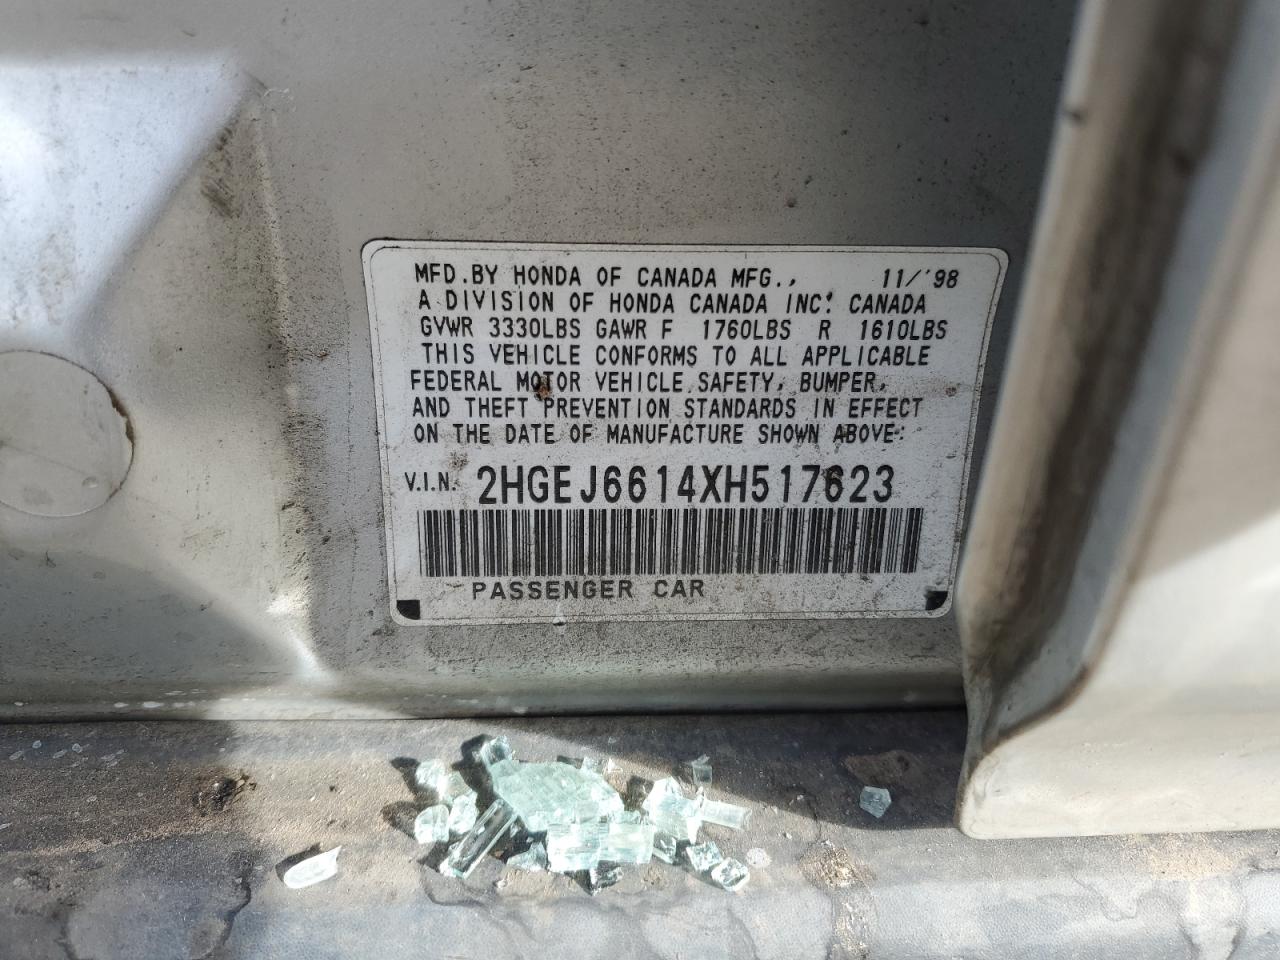 MFD.BY HONDA OF CANADA MFG., 11/'98
A DIVISION OF HONDA CANADA INC. CANADA
GVWR 3330LBS GAWR F 1760LBS R 1610LBS
THIS VEHICLE CONFORMS TO ALL APPLICABLE
FEDERAL MOTOR VEHICLE SAFETY, BUMPER,
AND THEFT PREVENTION STANDARDS IN EFFECT
ON THE DATE OF MANUFACTURE SHOWN ABOVE:
V.I.N. 2HGEJ6614XH517623
PASSENGER CAR